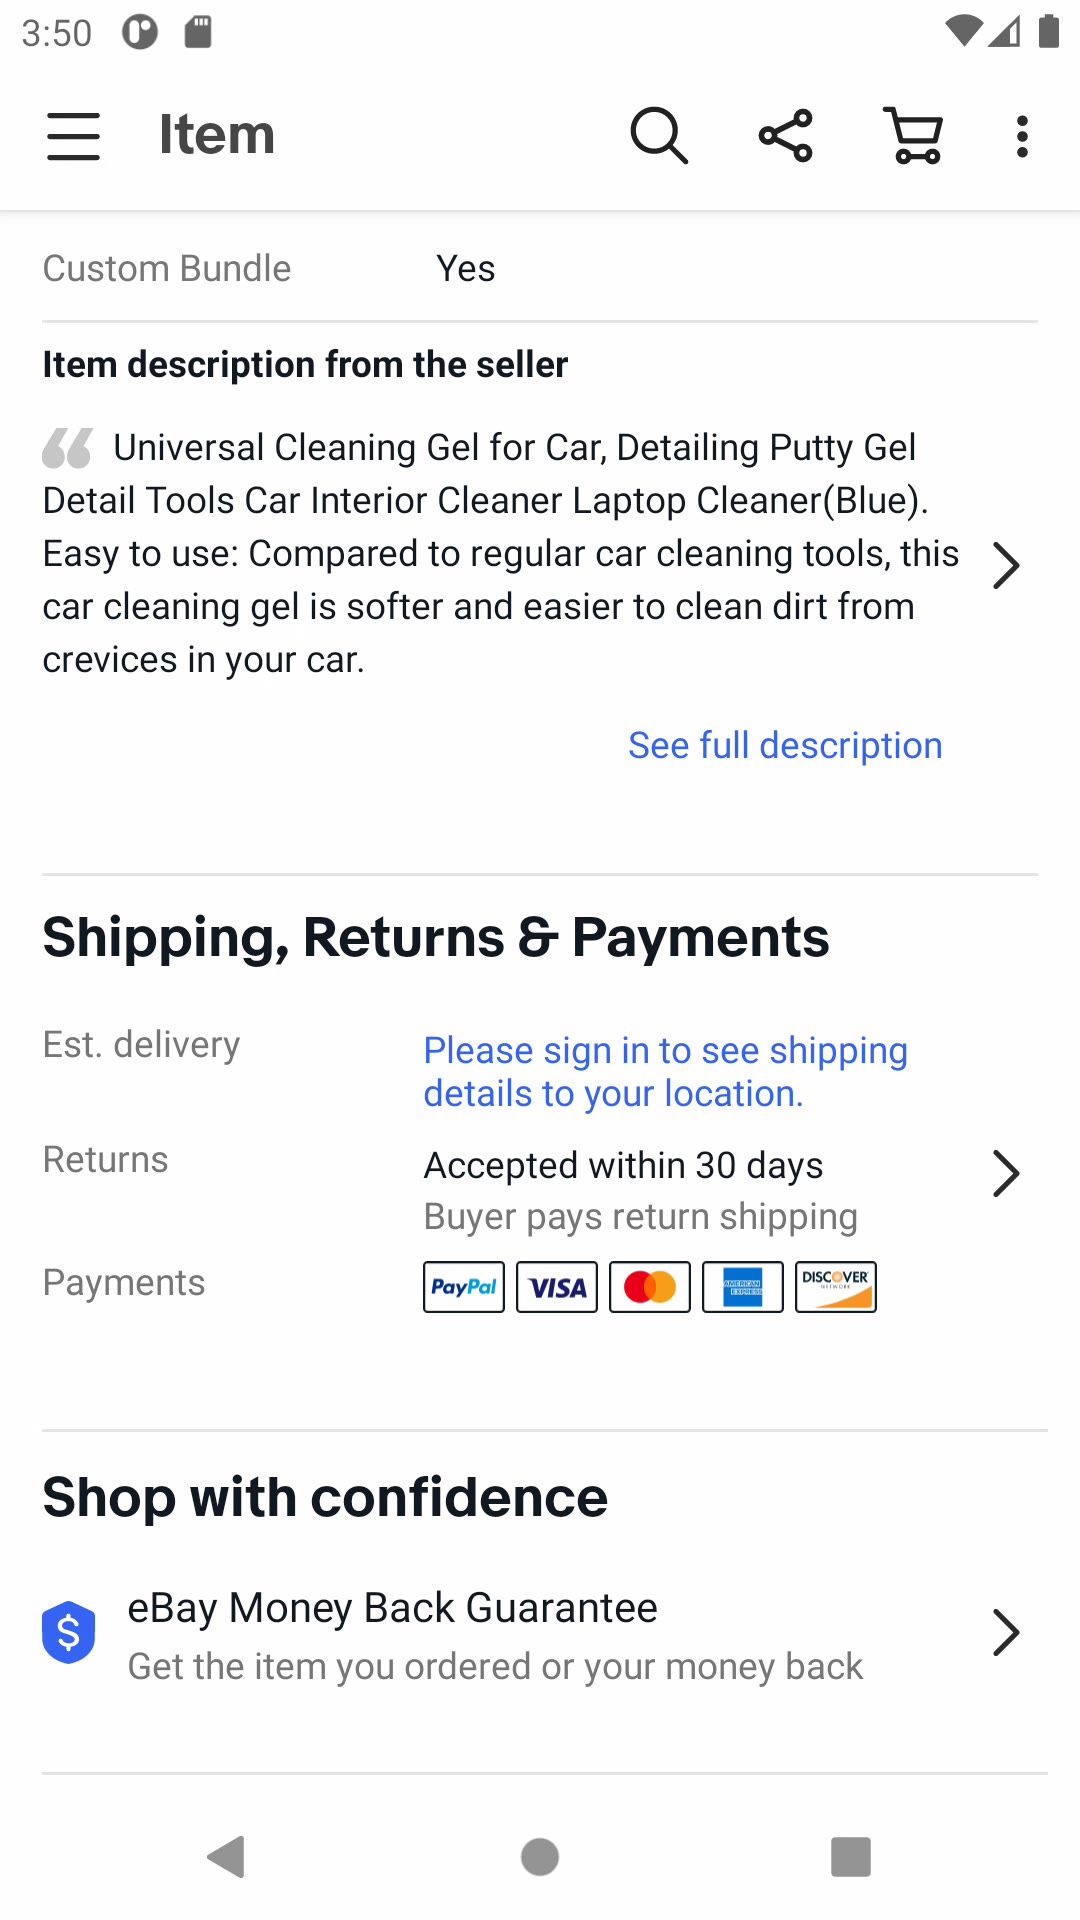 3:50
Item
Custom Bundle Yes
Item description from the seller
Universal Cleaning Gel for Car, Detailing Putty Gel
Detail Tools Car Interior Cleaner Laptop Cleaner(Blue).
Easy to use: Compared to regular car cleaning tools, this
car cleaning gel is softer and easier to clean dirt from
crevices in your car.
See full description
Shipping, Returns & Payments
Est. delivery Please sign in to see shipping
details to your location.
Returns Accepted within 30 days
Buyer pays return shipping
Payments PayPal VISA AMERICAN EXPRESS DISCOVER NETWORK
Shop with confidence
eBay Money Back Guarantee
Get the item you ordered or your money back